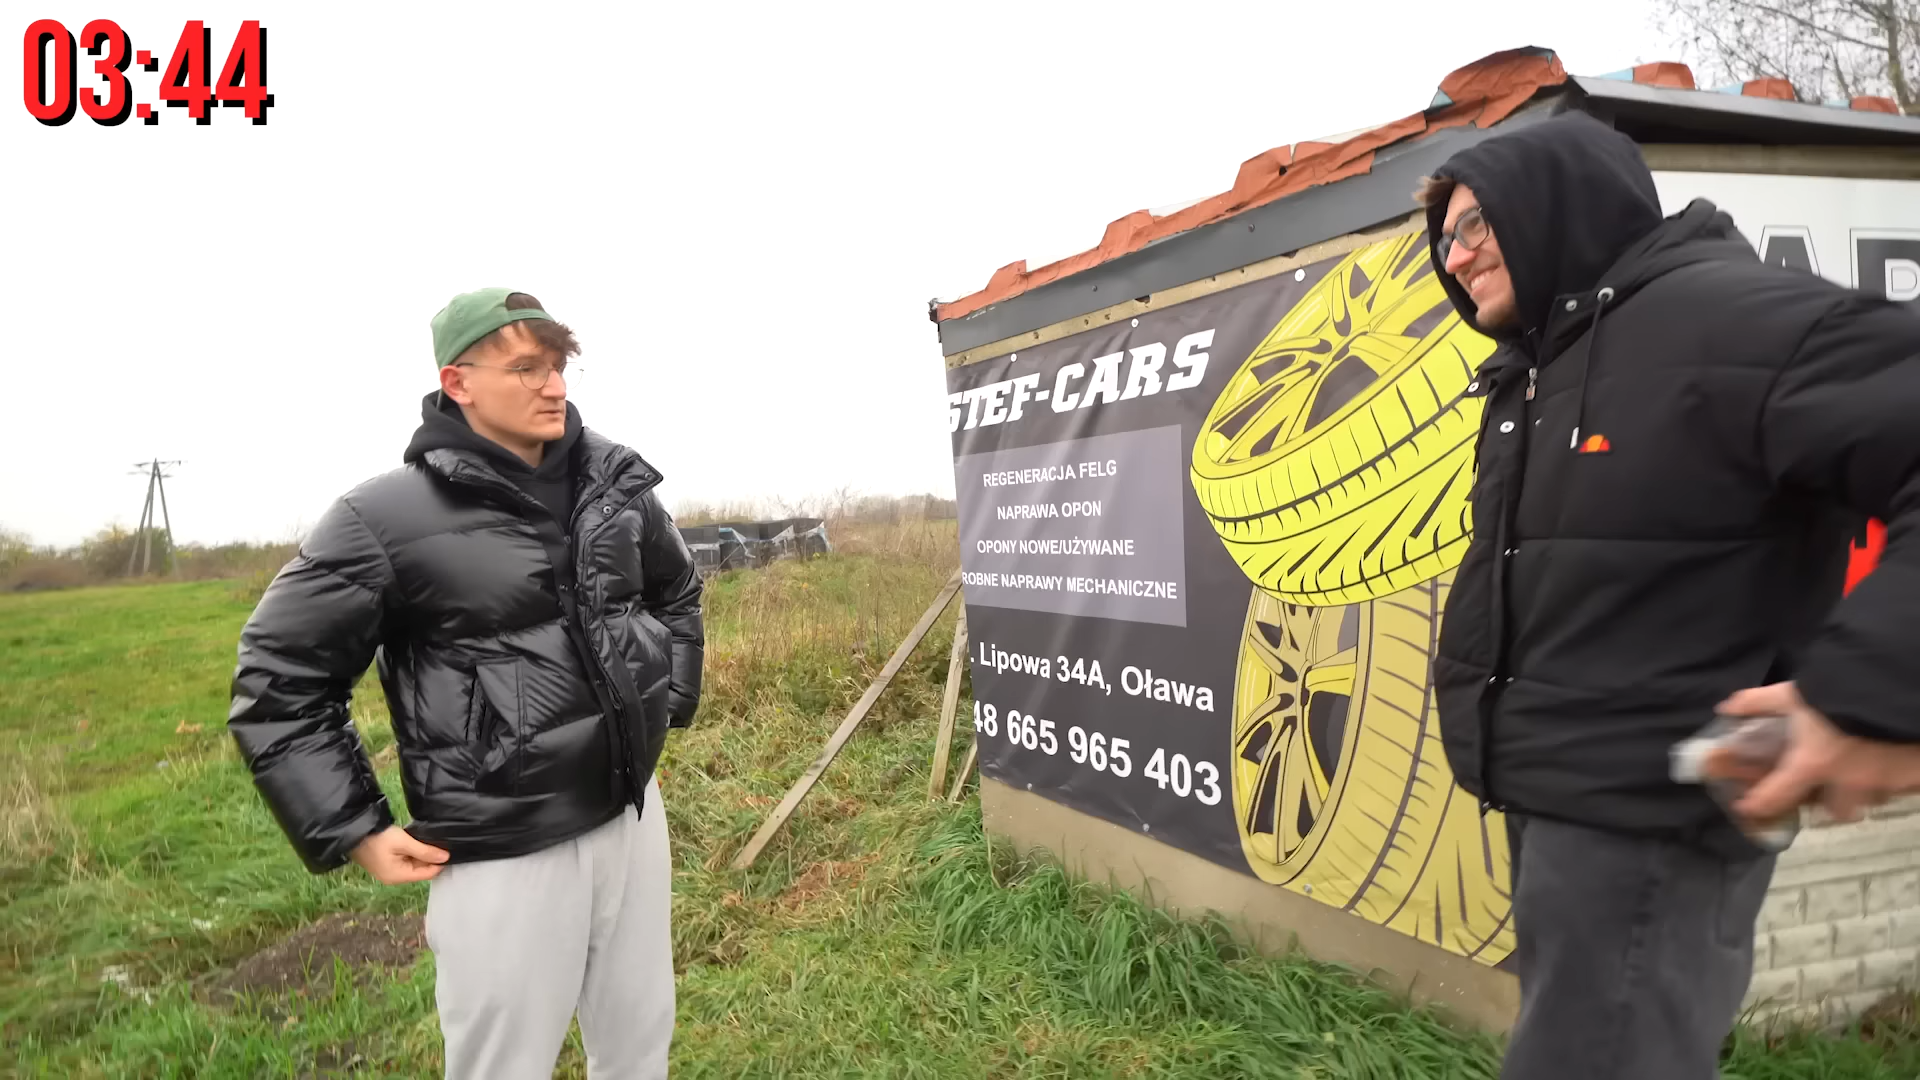 03:44
STEF-CARS
REGENERACJA FELG
NAPRAWA OPON
OPONY NOWE/UŻYWANE
ROBNE NAPRAWY MECHANICZNE
. Lipowa 34A, Oława
48 665 965 403